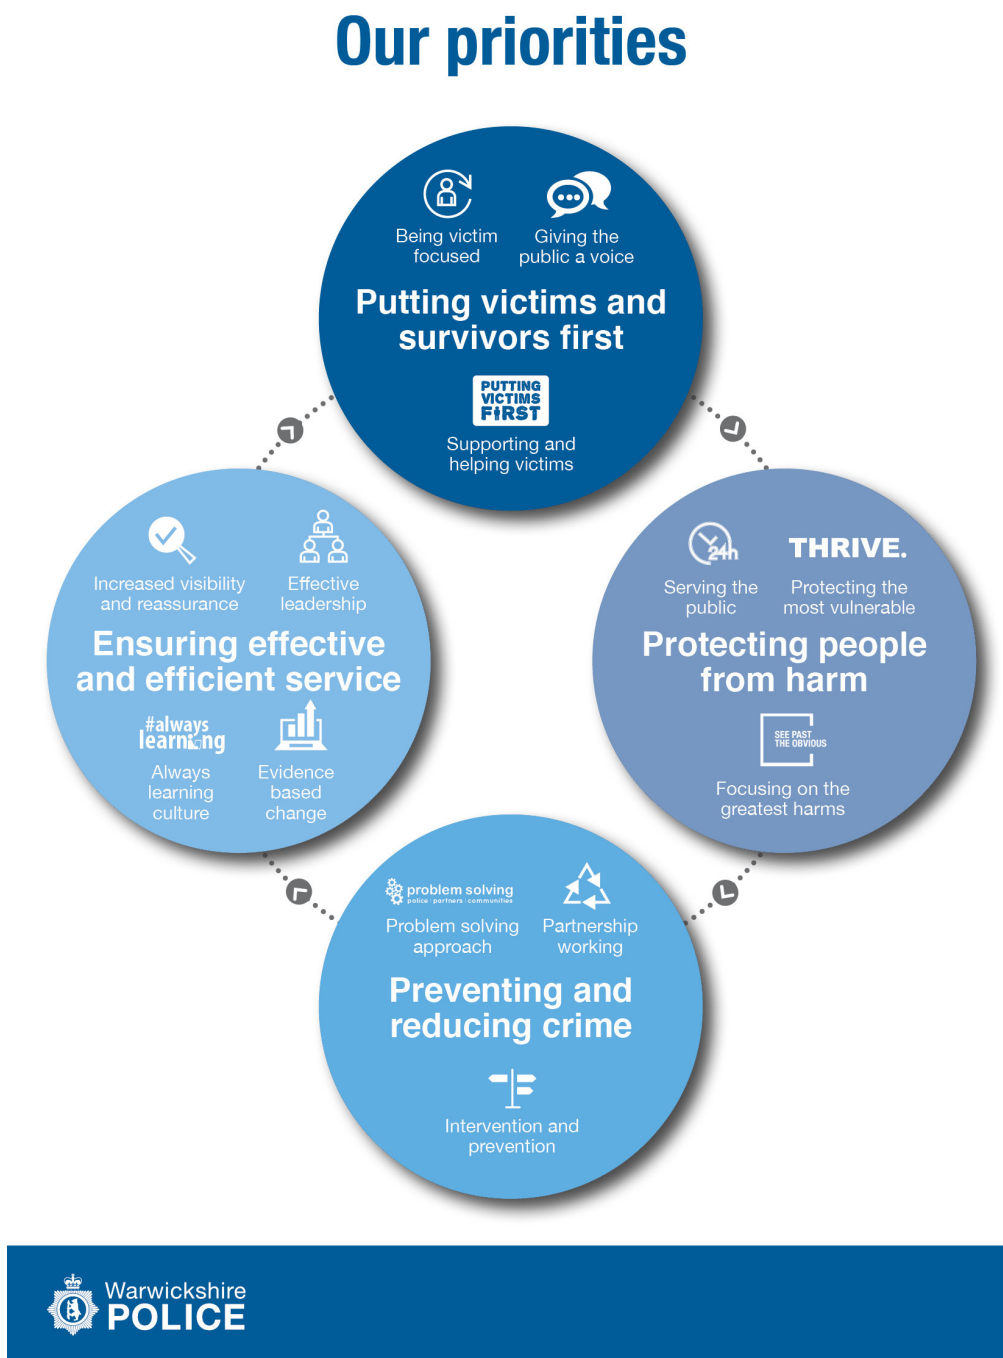 Our priorities
Being victim
focused
Giving the
public a voice
Putting victims and
survivors first
PUTTING
VICTIMS
FIRST
Supporting and
helping victims
Increased visibility
and reassurance
Effective
leadership
Ensuring effective
and efficient service
#always
learning
Always
learning
culture
Evidence
based
change
24h
Serving the
public
THRIVE.
Protecting the
most vulnerable
Protecting people
from harm
SEE PAST
THE OBVIOUS
Focusing on the
greatest harms
problem solving
police | partners | communities
Problem solving
approach
Partnership
working
Preventing and
reducing crime
Intervention and
prevention
Warwickshire
POLICE